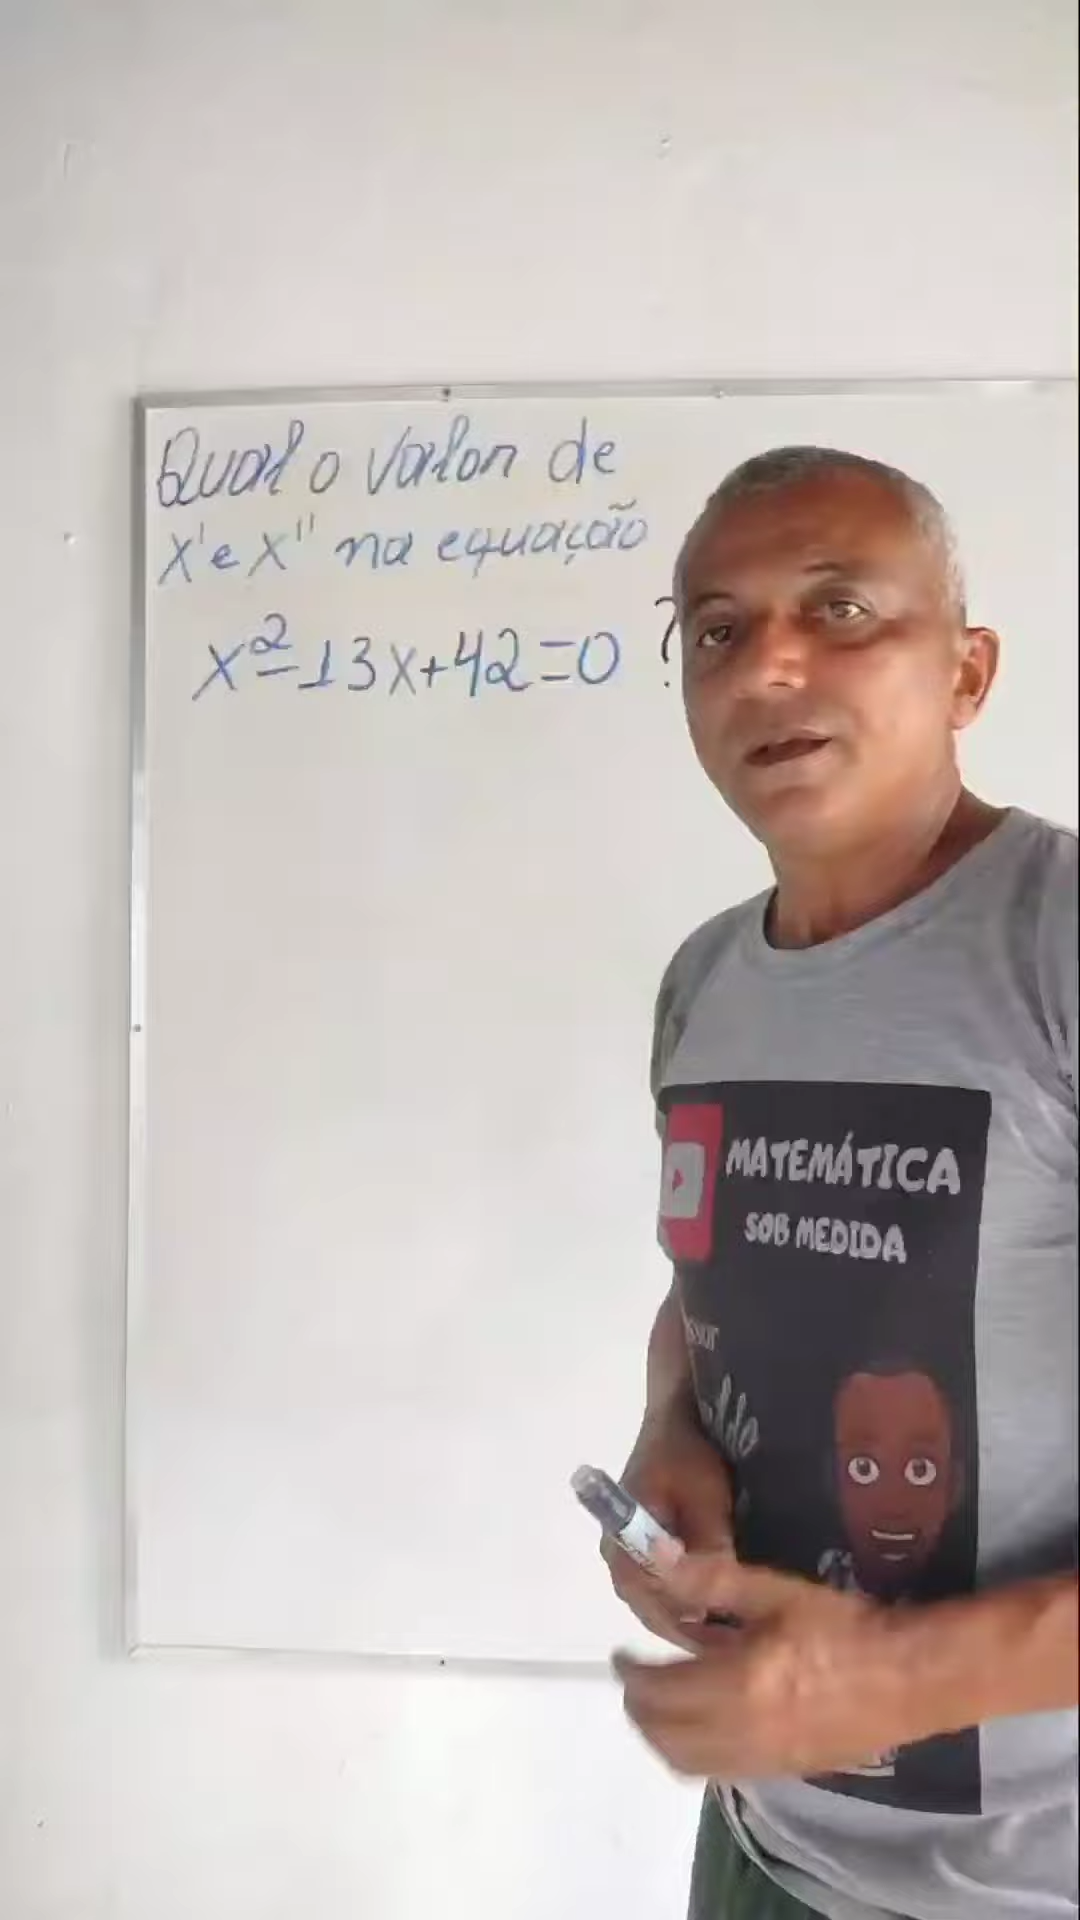 Qual o valor de
x' e x'' na equação
x² - 13x + 42 = 0 ?
MATEMÁTICA
SOB MEDIDA